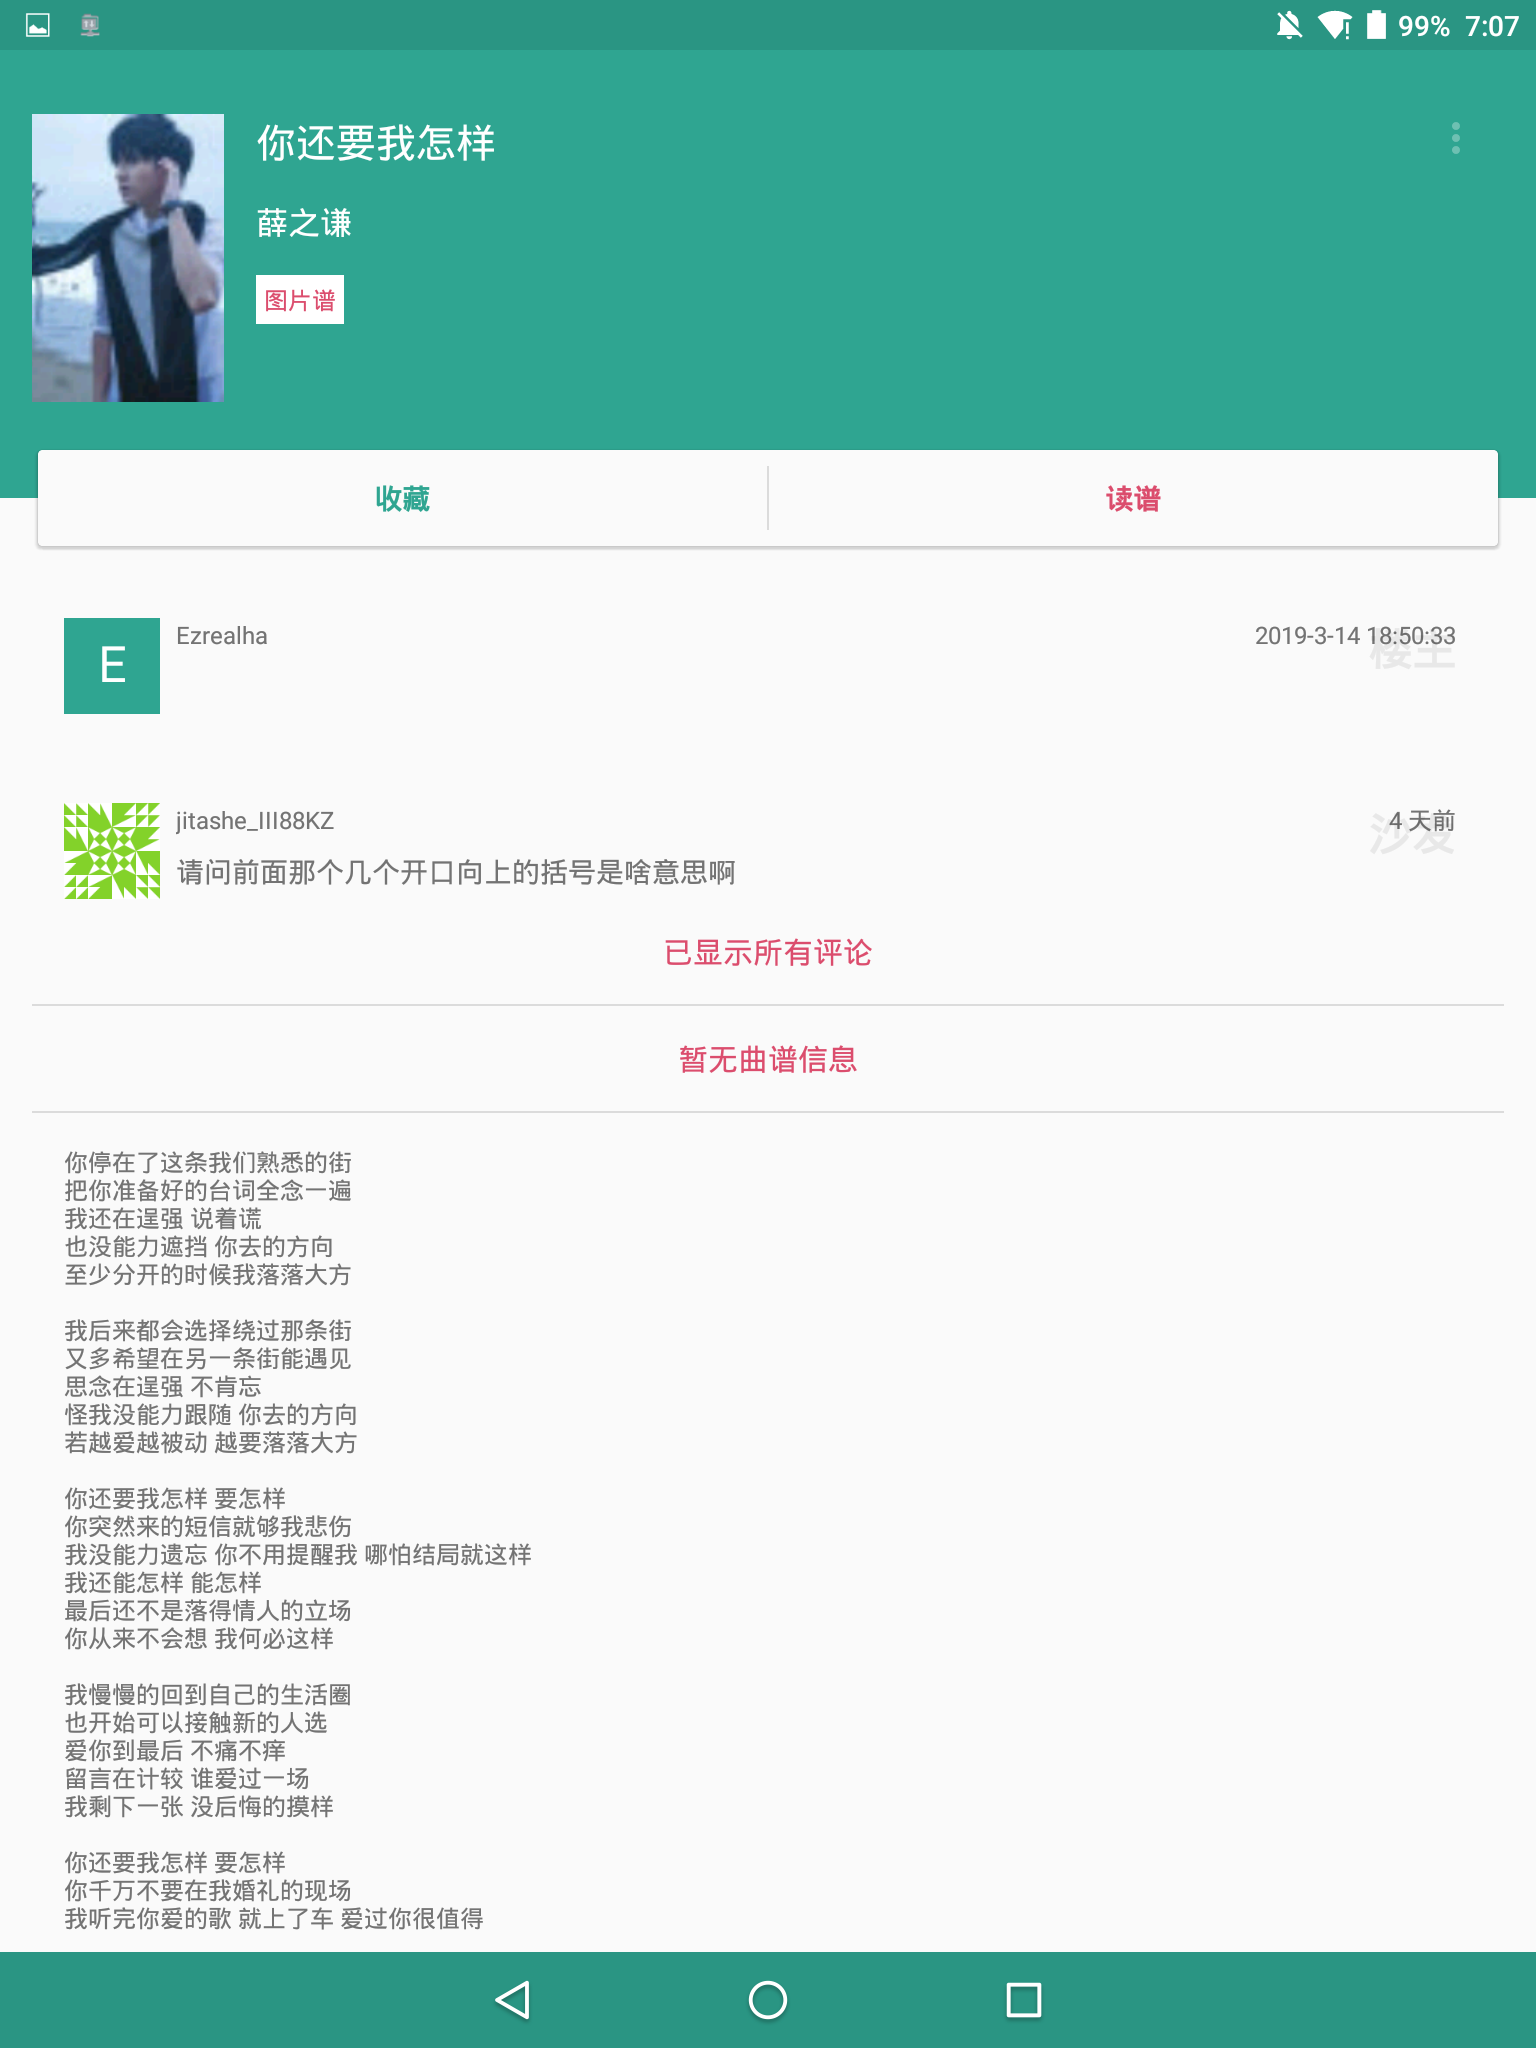 99% 7:07
你还要我怎样
薛之谦
图片谱
收藏
读谱
E
Ezrealha
2019-3-14 18:50:33
楼主
jitashe_III88KZ
4 天前
沙发
请问前面那个几个开口向上的括号是啥意思啊
已显示所有评论
暂无曲谱信息
你停在了这条我们熟悉的街
把你准备好的台词全念一遍
我还在逞强 说着谎
也没能力遮挡 你去的方向
至少分开的时候我落落大方
我后来都会选择绕过那条街
又多希望在另一条街能遇见
思念在逞强 不肯忘
怪我没能力跟随 你去的方向
若越爱越被动 越要落落大方
你还要我怎样 要怎样
你突然来的短信就够我悲伤
我没能力遗忘 你不用提醒我 哪怕结局就这样
我还能怎样 能怎样
最后还不是落得情人的立场
你从来不会想 我何必这样
我慢慢的回到自己的生活圈
也开始可以接触新的人选
爱你到最后 不痛不痒
留言在计较 谁爱过一场
我剩下一张 没后悔的摸样
你还要我怎样 要怎样
你千万不要在我婚礼的现场
我听完你爱的歌 就上了车 爱过你很值得